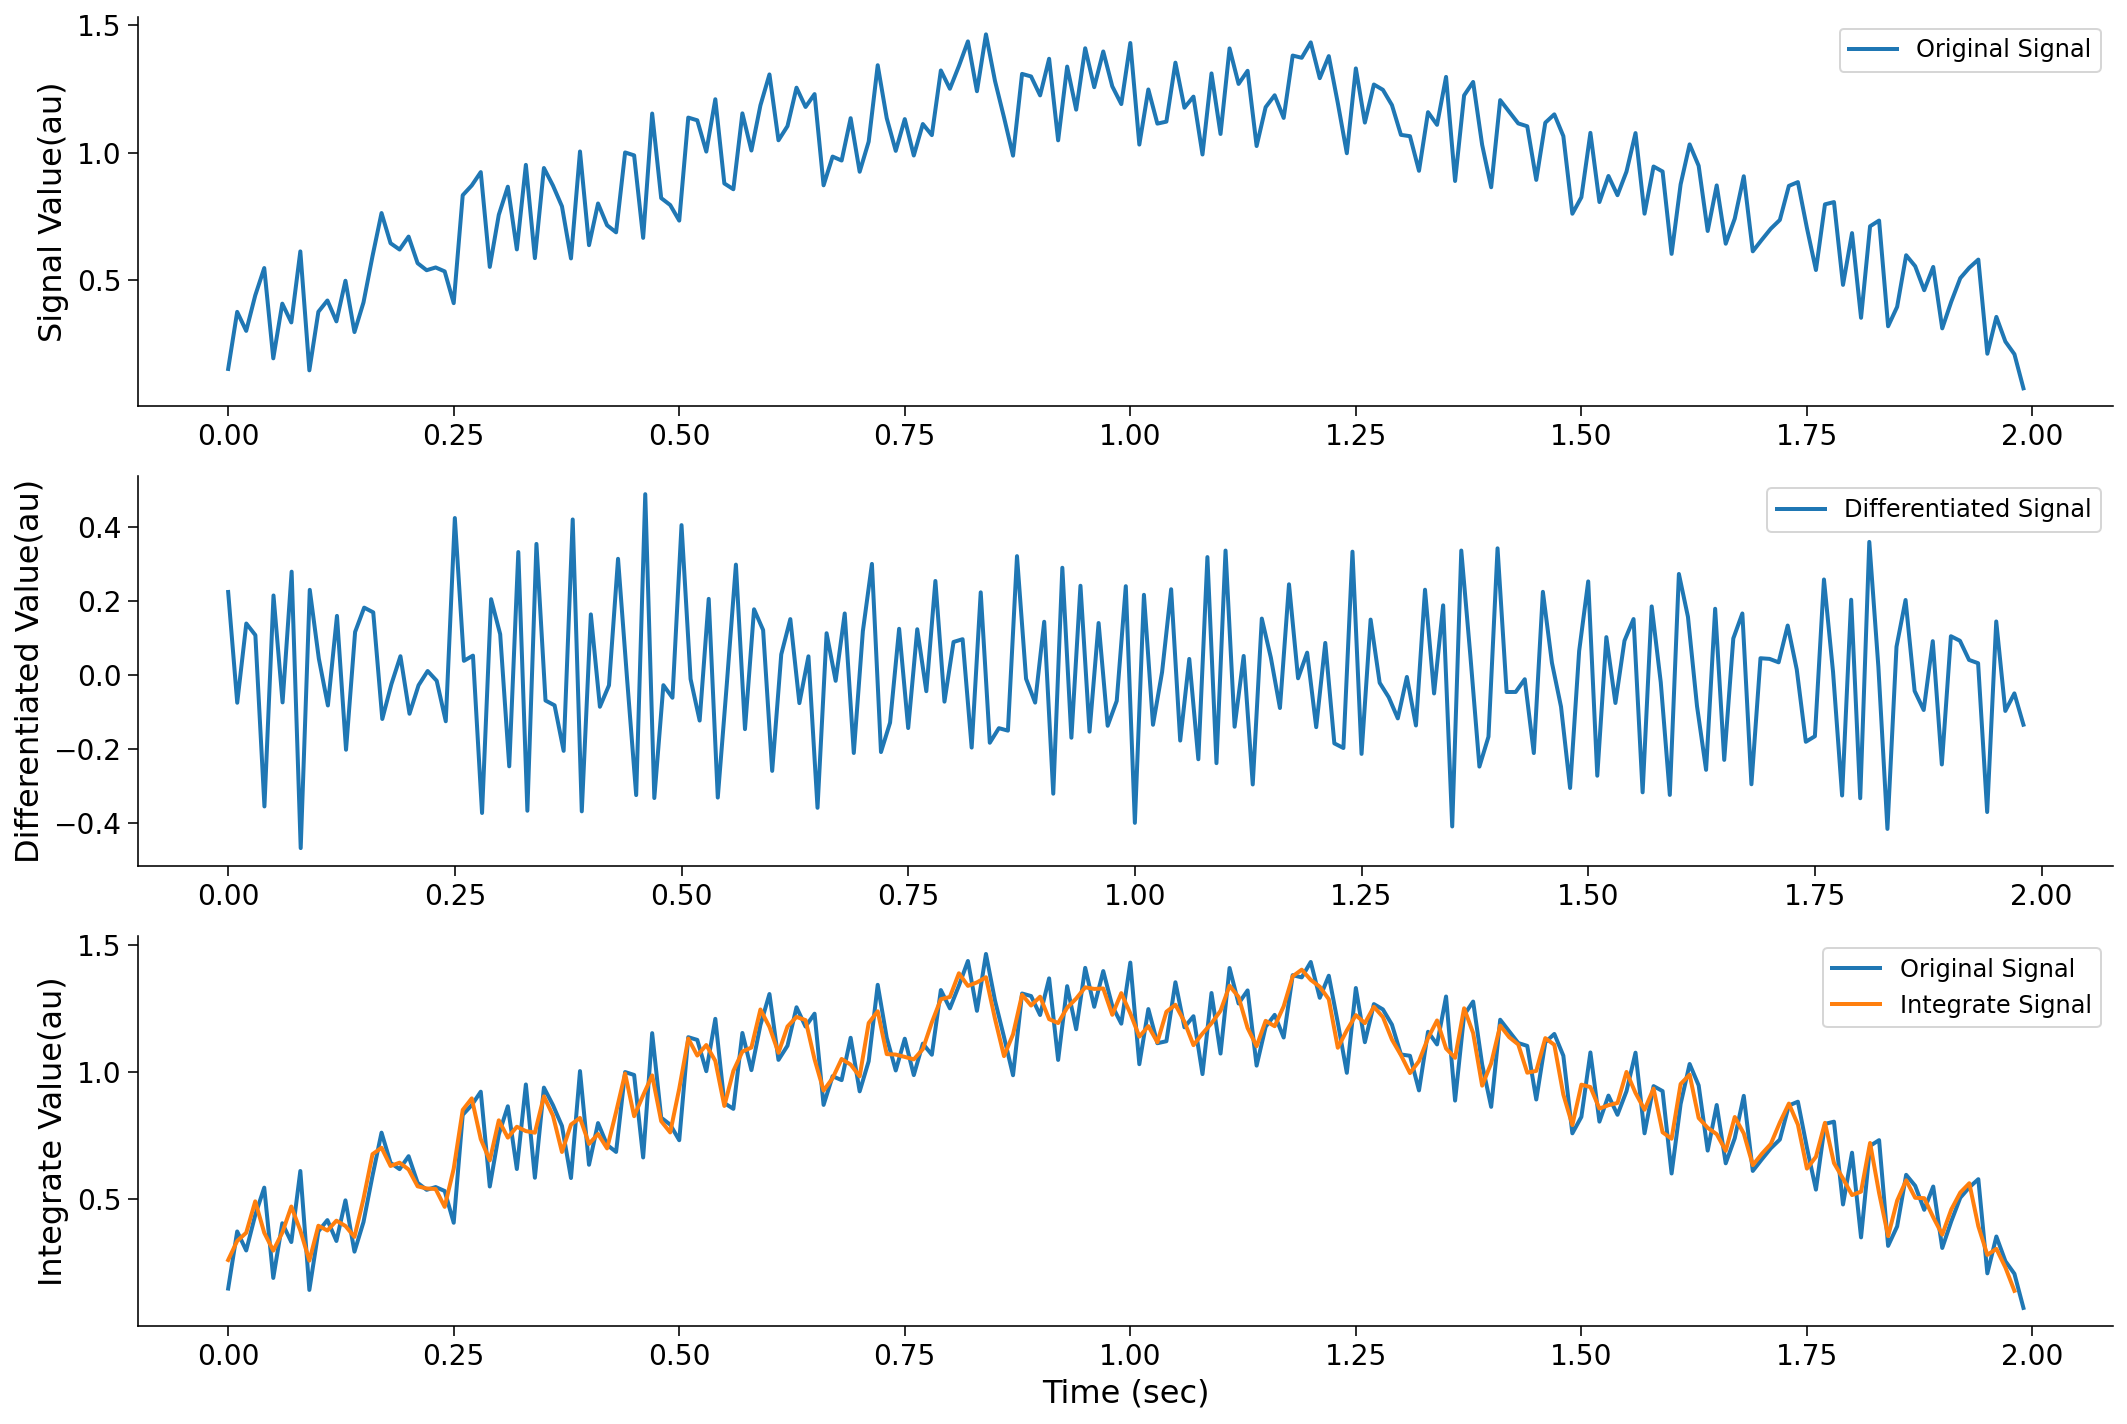 Signal Value(au)
1.5
1.0
0.5
Original Signal
0.00 0.25 0.50 0.75 1.00 1.25 1.50 1.75 2.00
Differentiated Value(au)
0.4
0.2
0.0
−0.2
−0.4
Differentiated Signal
0.00 0.25 0.50 0.75 1.00 1.25 1.50 1.75 2.00
Integrate Value(au)
1.5
1.0
0.5
Original Signal
Integrate Signal
0.00 0.25 0.50 0.75 1.00 1.25 1.50 1.75 2.00
Time (sec)